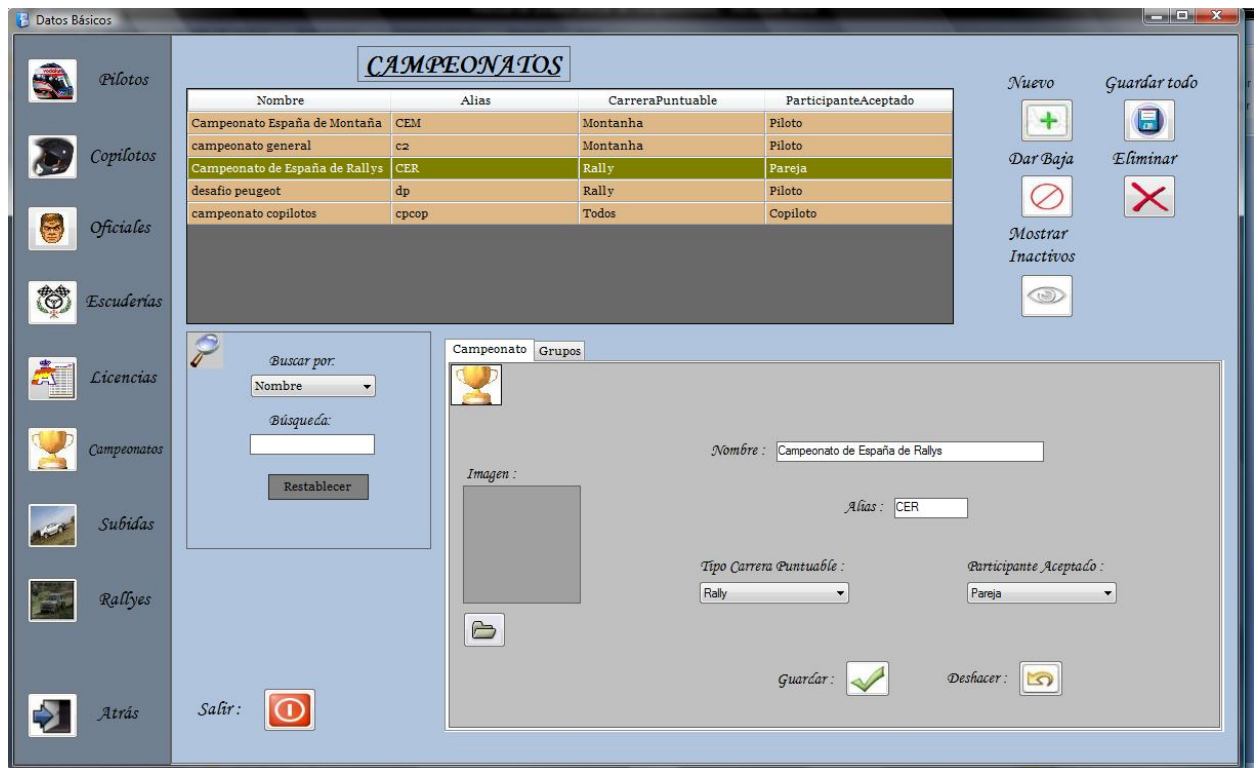 Datos Básicos
Pilotos
Copilotos
Oficiales
Escuderías
Licencias
Campeonatos
Subidas
Rallyes
Atrás
CAMPEONATOS
Nombre Alias CarreraPuntuable ParticipanteAceptado
Campeonato España de Montaña CEM Montanha Piloto
campeonato general c2 Montanha Piloto
Campeonato de España de Rallys CER Rally Pareja
desafio peugeot dp Rally Piloto
campeonato copilotos cpcop Todos Copiloto
Nuevo Guardar todo
Dar Baja Eliminar
Mostrar
Inactivos
Buscar por:
Nombre
Búsqueda:
Restablecer
Salir :
Campeonato Grupos
Nombre : Campeonato de España de Rallys
Imagen :
Alias : CER
Tipo Carrera Puntuable : Participante Aceptado :
Rally Pareja
Guardar : Deshacer :